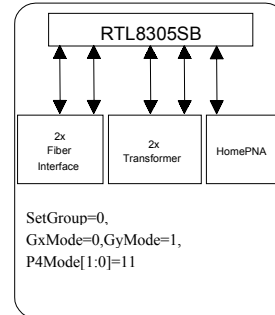 RTL8305SB
2x
Fiber
Interface
2x
Transformer
HomePNA
SetGroup=0,
GxMode=0,GyMode=1,
P4Mode[1:0]=11